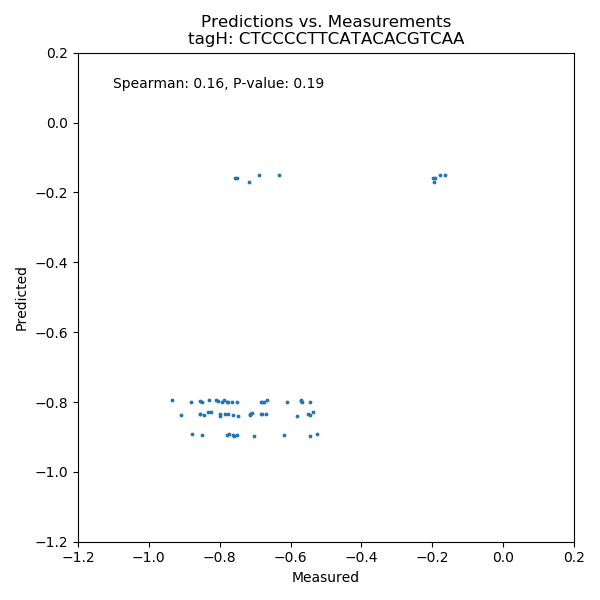 Predictions vs. Measurements
tagH: CTCCCCTTCATACACGTCAA
Spearman: 0.16, P-value: 0.19
0.2
0.0
−0.2
−0.4
−0.6
−0.8
−1.0
−1.2
Predicted
−1.2 −1.0 −0.8 −0.6 −0.4 −0.2 0.0 0.2
Measured